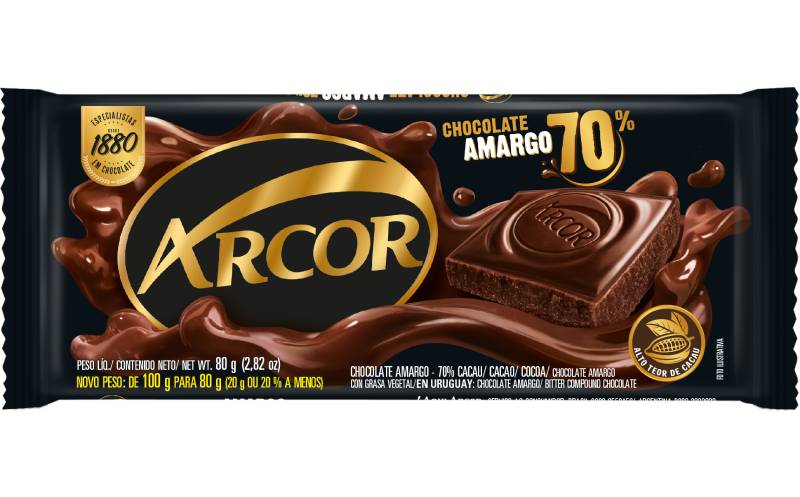 ESPECIALISTAS
DESDE
1880
EM CHOCOLATE
CHOCOLATE
AMARGO 70%
ARCOR
ARCOR
ALTO TEOR DE CACAU
FOTO ILUSTRATIVA
PESO LÍQ./ CONTENIDO NETO/ NET WT. 80 g (2,82 oz)
NOVO PESO: DE 100 g PARA 80 g (20 g OU 20 % A MENOS)
CHOCOLATE AMARGO - 70% CACAU/ CACAO/ COCOA/ CHOCOLATE AMARGO
CON GRASA VEGETAL/EN URUGUAY: CHOCOLATE AMARGO/ BITTER COMPOUND CHOCOLATE